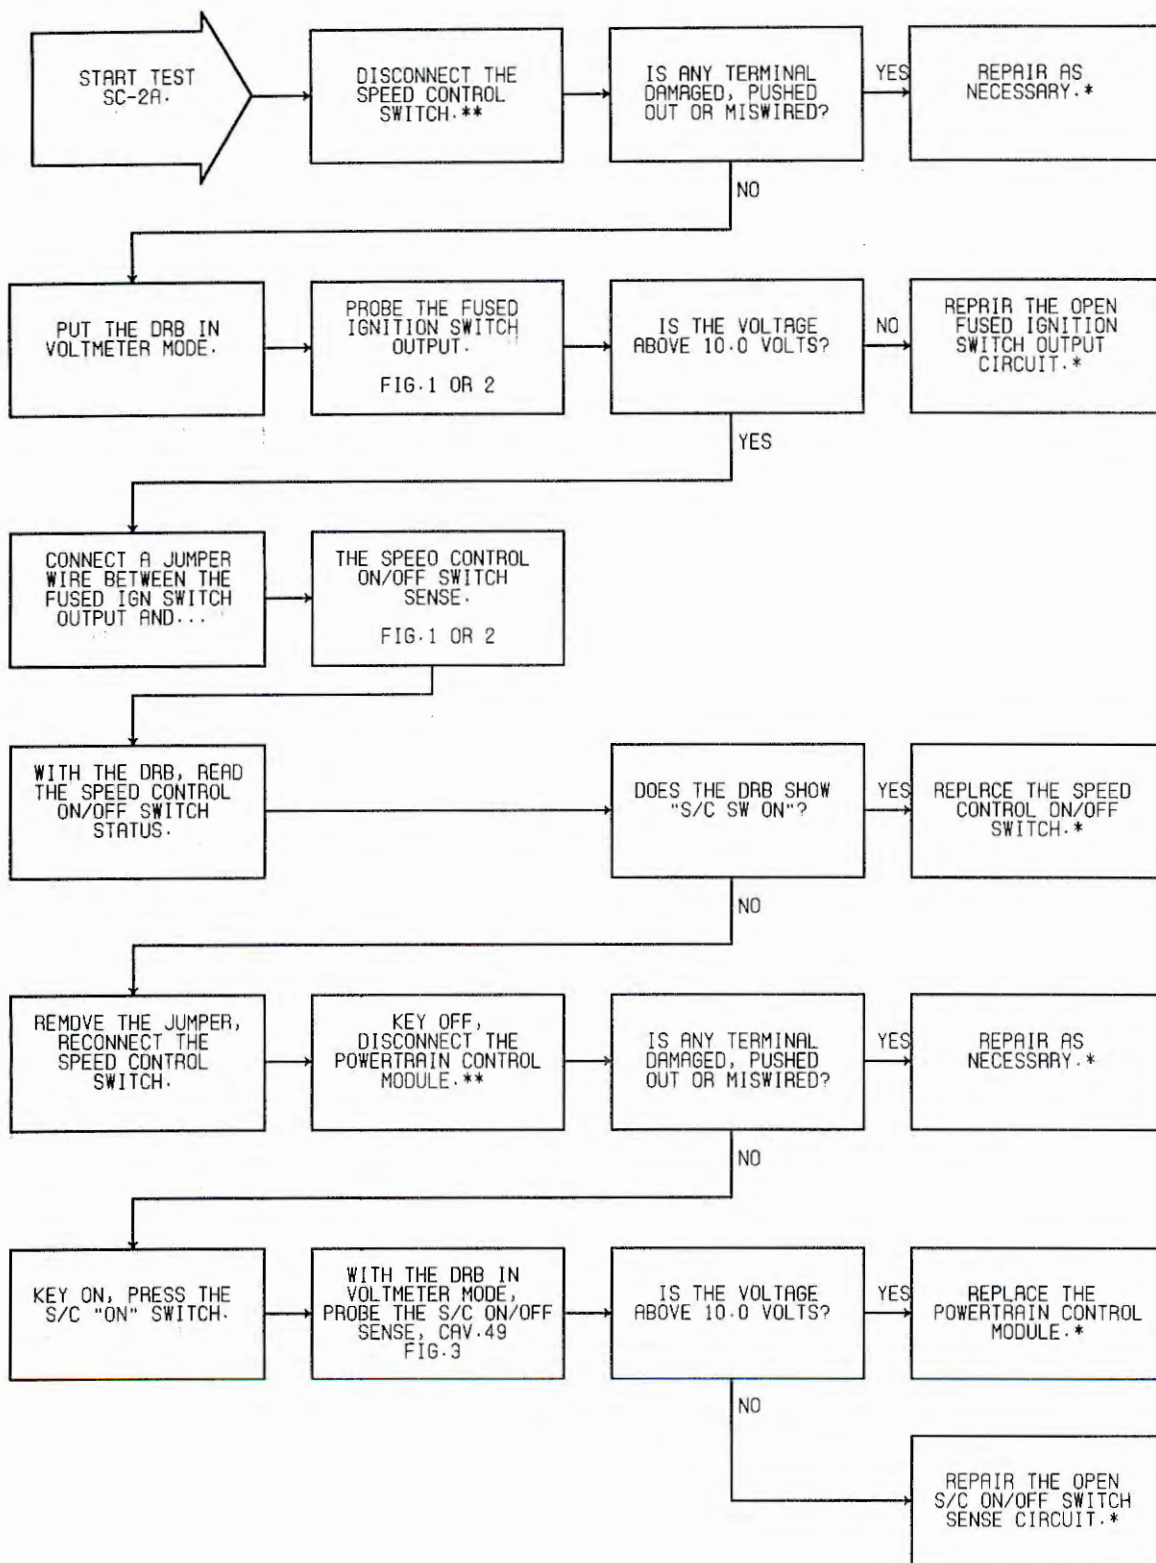 START TEST
SC-2A.
DISCONNECT THE
SPEED CONTROL
SWITCH.**
IS ANY TERMINAL
DAMAGED, PUSHED
OUT OR MISWIRED?
YES
REPAIR AS
NECESSARY.*
NO
PUT THE DRB IN
VOLTMETER MODE.
PROBE THE FUSED
IGNITION SWITCH
OUTPUT.
FIG.1 OR 2
IS THE VOLTAGE
ABOVE 10.0 VOLTS?
NO
REPAIR THE OPEN
FUSED IGNITION
SWITCH OUTPUT
CIRCUIT.*
YES
CONNECT A JUMPER
WIRE BETWEEN THE
FUSED IGN SWITCH
OUTPUT AND...
THE SPEED CONTROL
ON/OFF SWITCH
SENSE.
FIG.1 OR 2
WITH THE DRB, READ
THE SPEED CONTROL
ON/OFF SWITCH
STATUS.
DOES THE DRB SHOW
"S/C SW ON"?
YES
REPLACE THE SPEED
CONTROL ON/OFF
SWITCH.*
NO
REMOVE THE JUMPER,
RECONNECT THE
SPEED CONTROL
SWITCH.
KEY OFF,
DISCONNECT THE
POWERTRAIN CONTROL
MODULE.**
IS ANY TERMINAL
DAMAGED, PUSHED
OUT OR MISWIRED?
YES
REPAIR AS
NECESSARY.*
NO
KEY ON, PRESS THE
S/C "ON" SWITCH.
WITH THE DRB IN
VOLTMETER MODE,
PROBE THE S/C ON/OFF
SENSE, CAV.49
FIG.3
IS THE VOLTAGE
ABOVE 10.0 VOLTS?
YES
REPLACE THE
POWERTRAIN CONTROL
MODULE.*
NO
REPAIR THE OPEN
S/C ON/OFF SWITCH
SENSE CIRCUIT.*